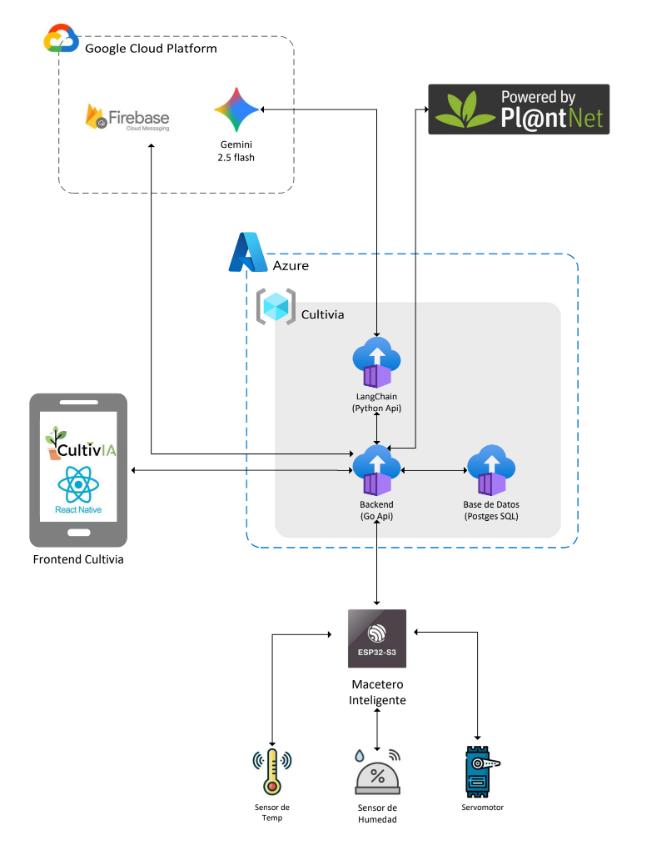 Google Cloud Platform
Firebase
Cloud Messaging
Gemini
2.5 flash
Powered by
Pl@ntNet
Azure
Cultivia
LangChain
(Python Api)
CultivIA
React Native
Frontend Cultivia
Backend
(Go Api)
Base de Datos
(Postges SQL)
ESP32-S3
Macetero
Inteligente
%
Sensor de
Temp
Sensor de
Humedad
Servomotor